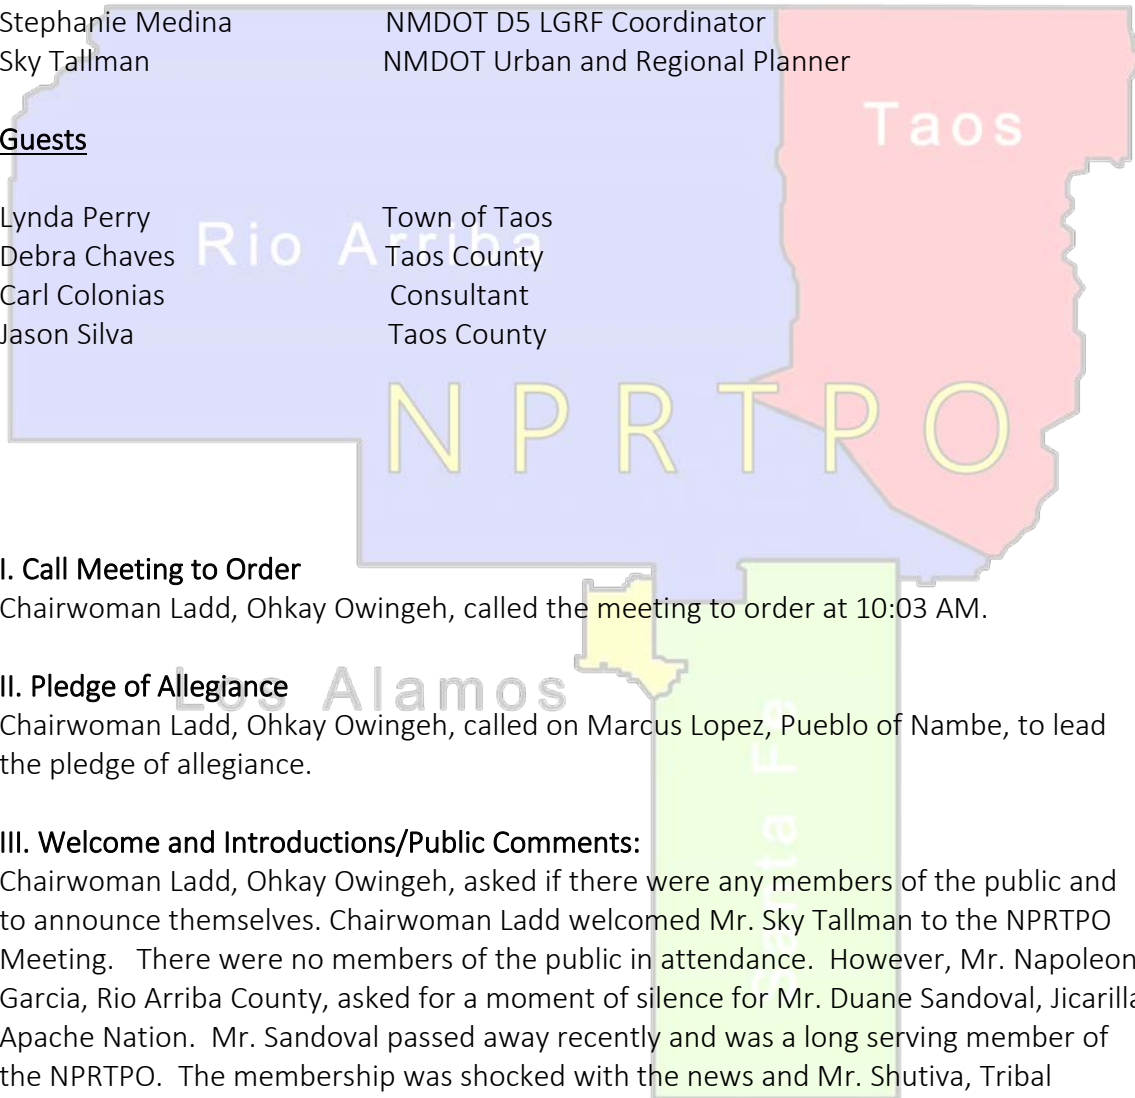 Stephanie Medina NMDOT D5 LGRF Coordinator
Sky Tallman NMDOT Urban and Regional Planner
Taos
Guests
Lynda Perry Town of Taos
Rio Arriba
Debra Chaves Taos County
Carl Colonias Consultant
Jason Silva Taos County
NPRTPO
I. Call Meeting to Order
Chairwoman Ladd, Ohkay Owingeh, called the meeting to order at 10:03 AM.
Los Alamos
II. Pledge of Allegiance
Chairwoman Ladd, Ohkay Owingeh, called on Marcus Lopez, Pueblo of Nambe, to lead
the pledge of allegiance.
Santa Fe
III. Welcome and Introductions/Public Comments:
Chairwoman Ladd, Ohkay Owingeh, asked if there were any members of the public and
to announce themselves. Chairwoman Ladd welcomed Mr. Sky Tallman to the NPRTPO
Meeting. There were no members of the public in attendance. However, Mr. Napoleon
Garcia, Rio Arriba County, asked for a moment of silence for Mr. Duane Sandoval, Jicarilla
Apache Nation. Mr. Sandoval passed away recently and was a long serving member of
the NPRTPO. The membership was shocked with the news and Mr. Shutiva, Tribal